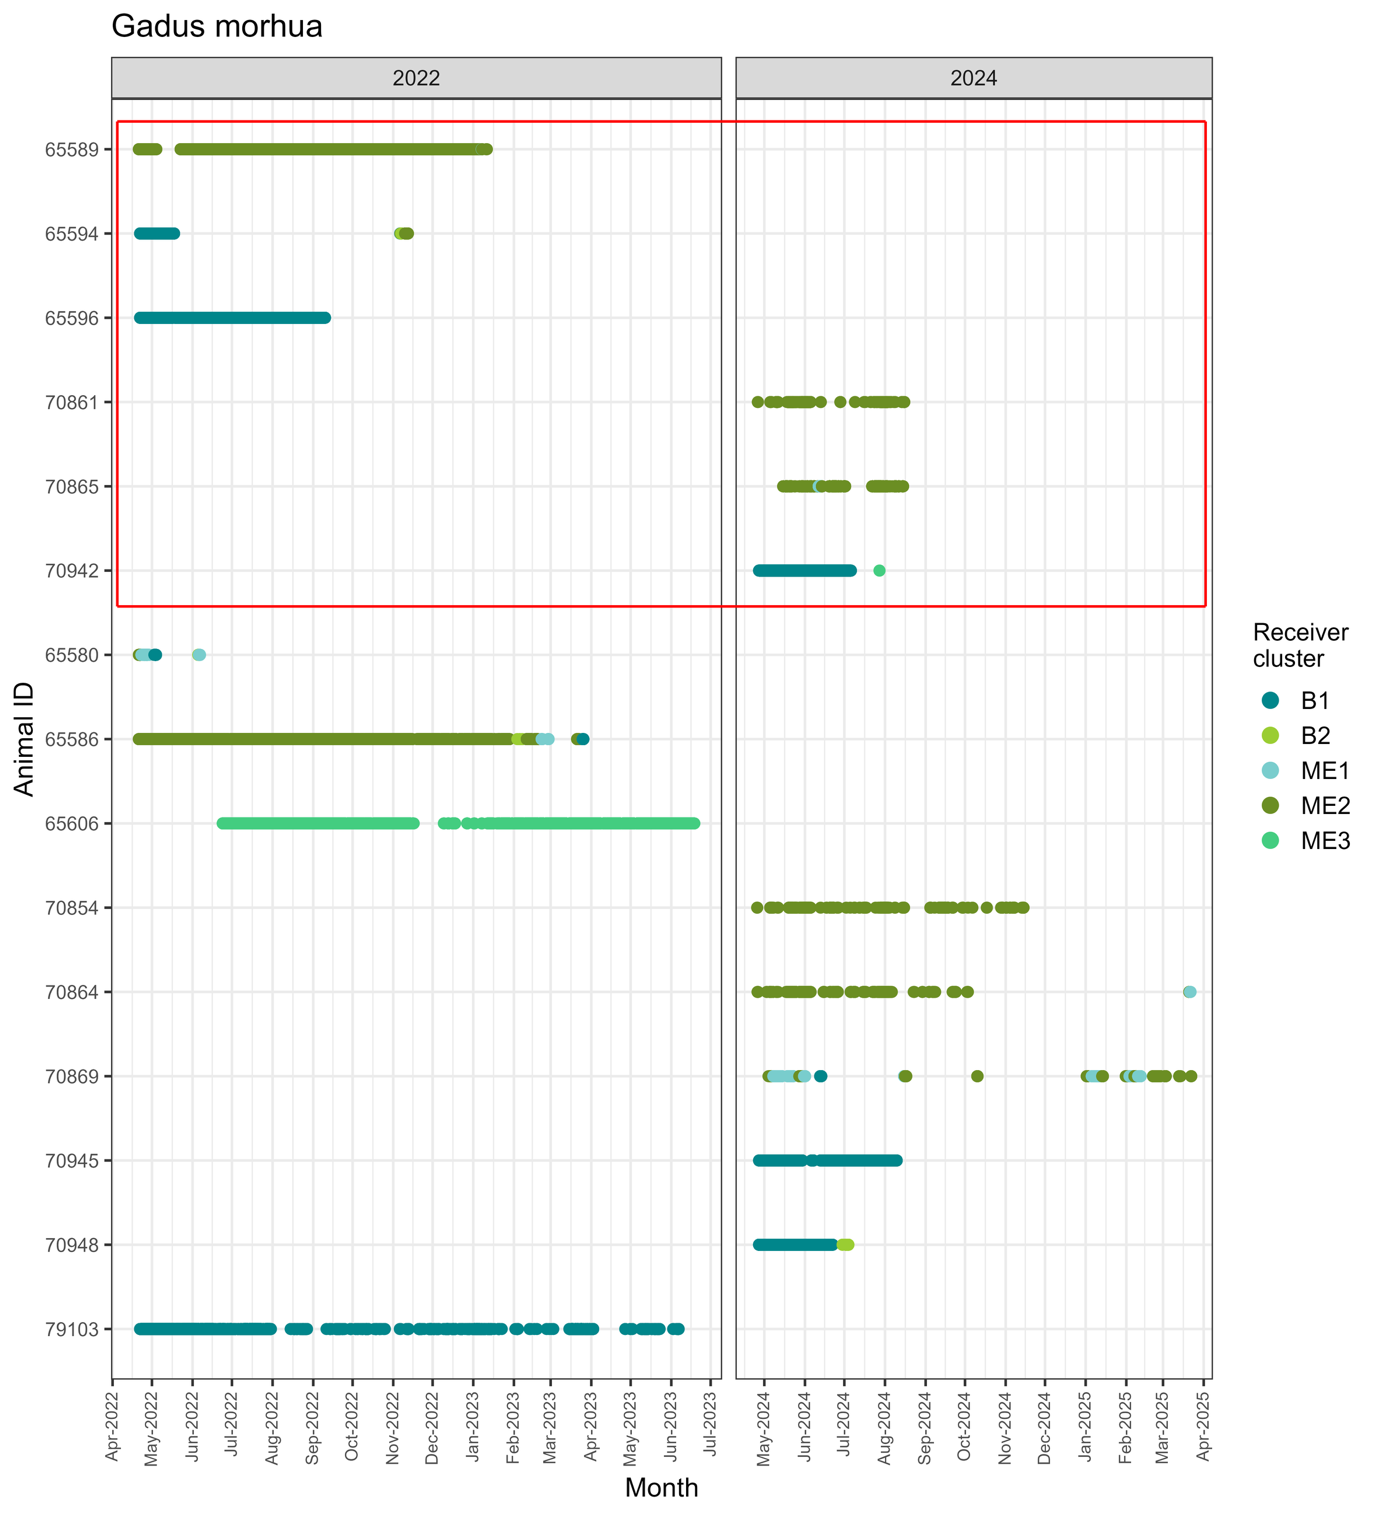 Gadus morhua
2022
2024
65589
65594
65596
70861
70865
70942
65580
65586
65606
70854
70864
70869
70945
70948
79103
Animal ID
Apr-2022
May-2022
Jun-2022
Jul-2022
Aug-2022
Sep-2022
Oct-2022
Nov-2022
Dec-2022
Jan-2023
Feb-2023
Mar-2023
Apr-2023
May-2023
Jun-2023
Jul-2023
May-2024
Jun-2024
Jul-2024
Aug-2024
Sep-2024
Oct-2024
Nov-2024
Dec-2024
Jan-2025
Feb-2025
Mar-2025
Apr-2025
Month
Receiver
cluster
B1
B2
ME1
ME2
ME3